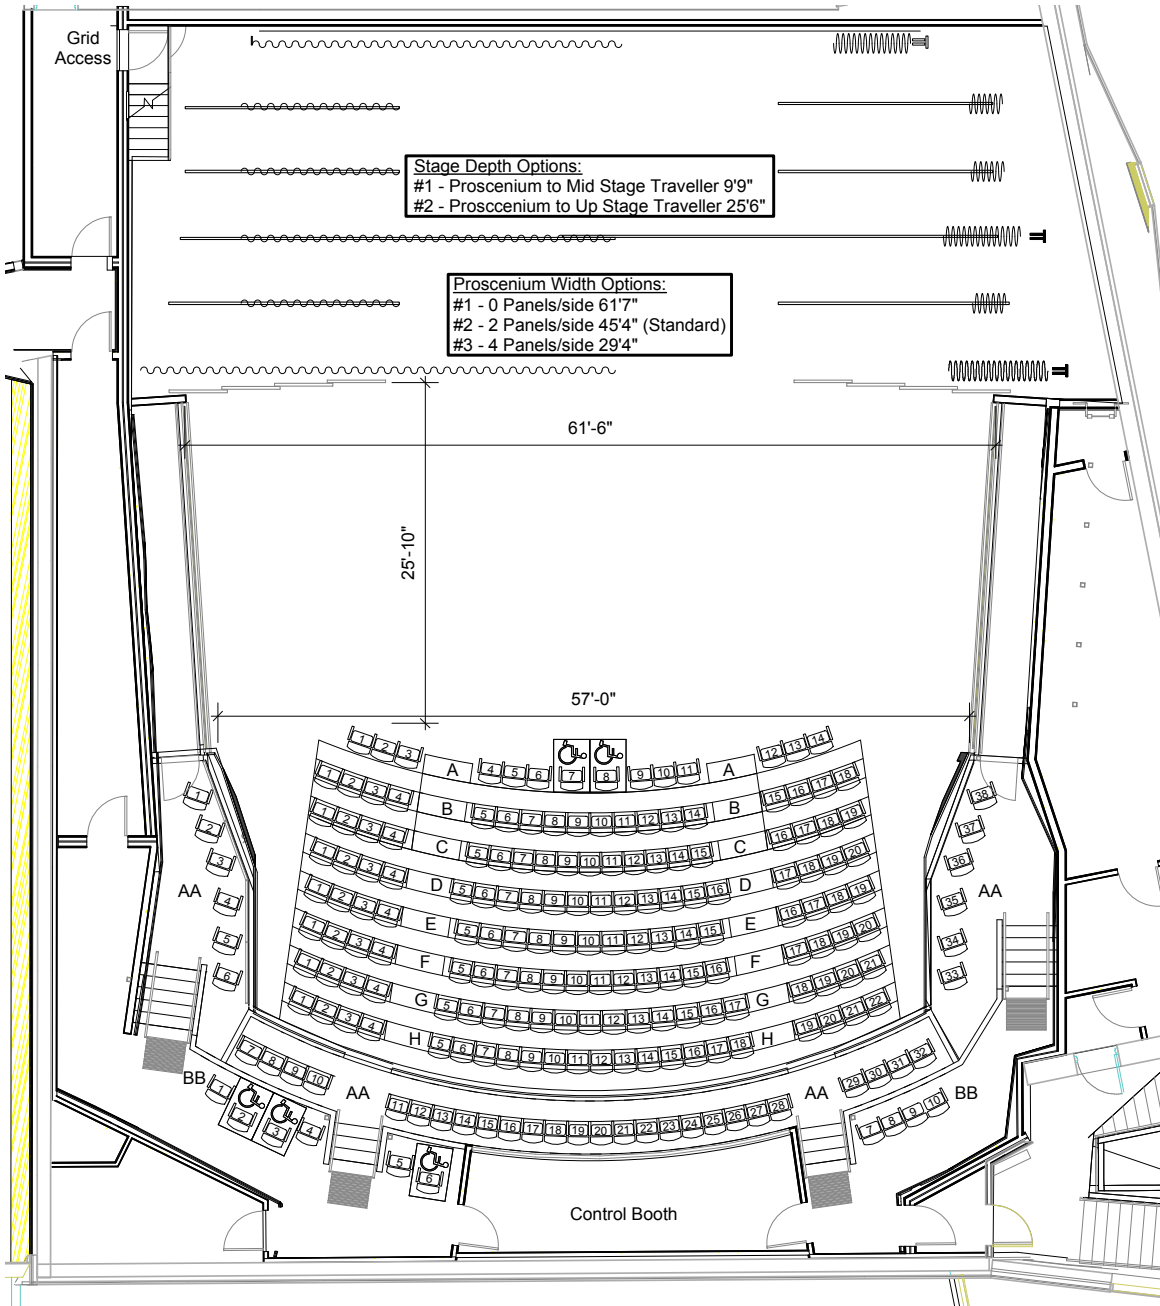 Grid
Access
Stage Depth Options:
#1 - Proscenium to Mid Stage Traveller 9'9"
#2 - Prosccenium to Up Stage Traveller 25'6"
Proscenium Width Options:
#1 - 0 Panels/side 61'7"
#2 - 2 Panels/side 45'4" (Standard)
#3 - 4 Panels/side 29'4"
61'-6"
25'-10"
57'-0"
1 2 3 A 4 5 6 7 8 9 10 11 A 12 13 14
1 2 3 4 B 5 6 7 8 9 10 11 12 13 14 B 15 16 17 18
1 2 3 4 C 5 6 7 8 9 10 11 12 13 14 15 C 16 17 18 19
1 2 3 4 D 5 6 7 8 9 10 11 12 13 14 15 16 D 17 18 19 20
1 2 3 4 E 5 6 7 8 9 10 11 12 13 14 15 E 16 17 18 19
1 2 3 4 F 5 6 7 8 9 10 11 12 13 14 15 16 F 17 18 19 20
1 2 3 4 G 5 6 7 8 9 10 11 12 13 14 15 16 17 G 18 19 20 21
1 2 3 4 H 5 6 7 8 9 10 11 12 13 14 15 16 17 18 H 19 20 21 22
1
2
3
AA
4
5
6
38
37
36
AA
35
34
33
7 8 9 10 AA 11 12 13 14 15 16 17 18 19 20 21 22 23 24 25 26 27 28 AA 29 30 31 32
BB 1 2 3 4 5 6 7 8 9 10 BB
Control Booth